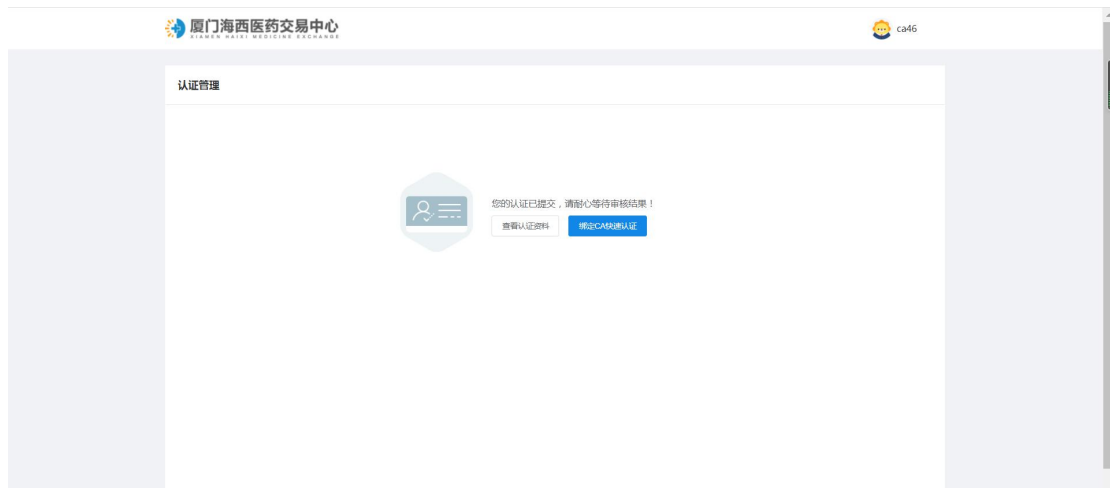 厦门海西医药交易中心
XIAMEN HAIXI MEDICINE EXCHANGE
ca46
认证管理
您的认证已提交，请耐心等待审核结果！
查看认证资料
绑定CA快速认证